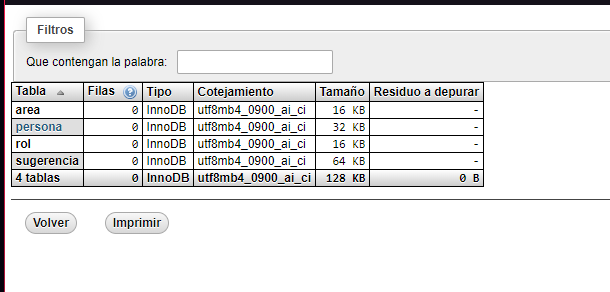 Filtros
Que contengan la palabra:
Tabla Filas Tipo Cotejamiento Tamaño Residuo a depurar
area 0 InnoDB utf8mb4_0900_ai_ci 16 KB -
persona 0 InnoDB utf8mb4_0900_ai_ci 32 KB -
rol 0 InnoDB utf8mb4_0900_ai_ci 16 KB -
sugerencia 0 InnoDB utf8mb4_0900_ai_ci 64 KB -
4 tablas 0 InnoDB utf8mb4_0900_ai_ci 128 KB 0 B
Volver Imprimir